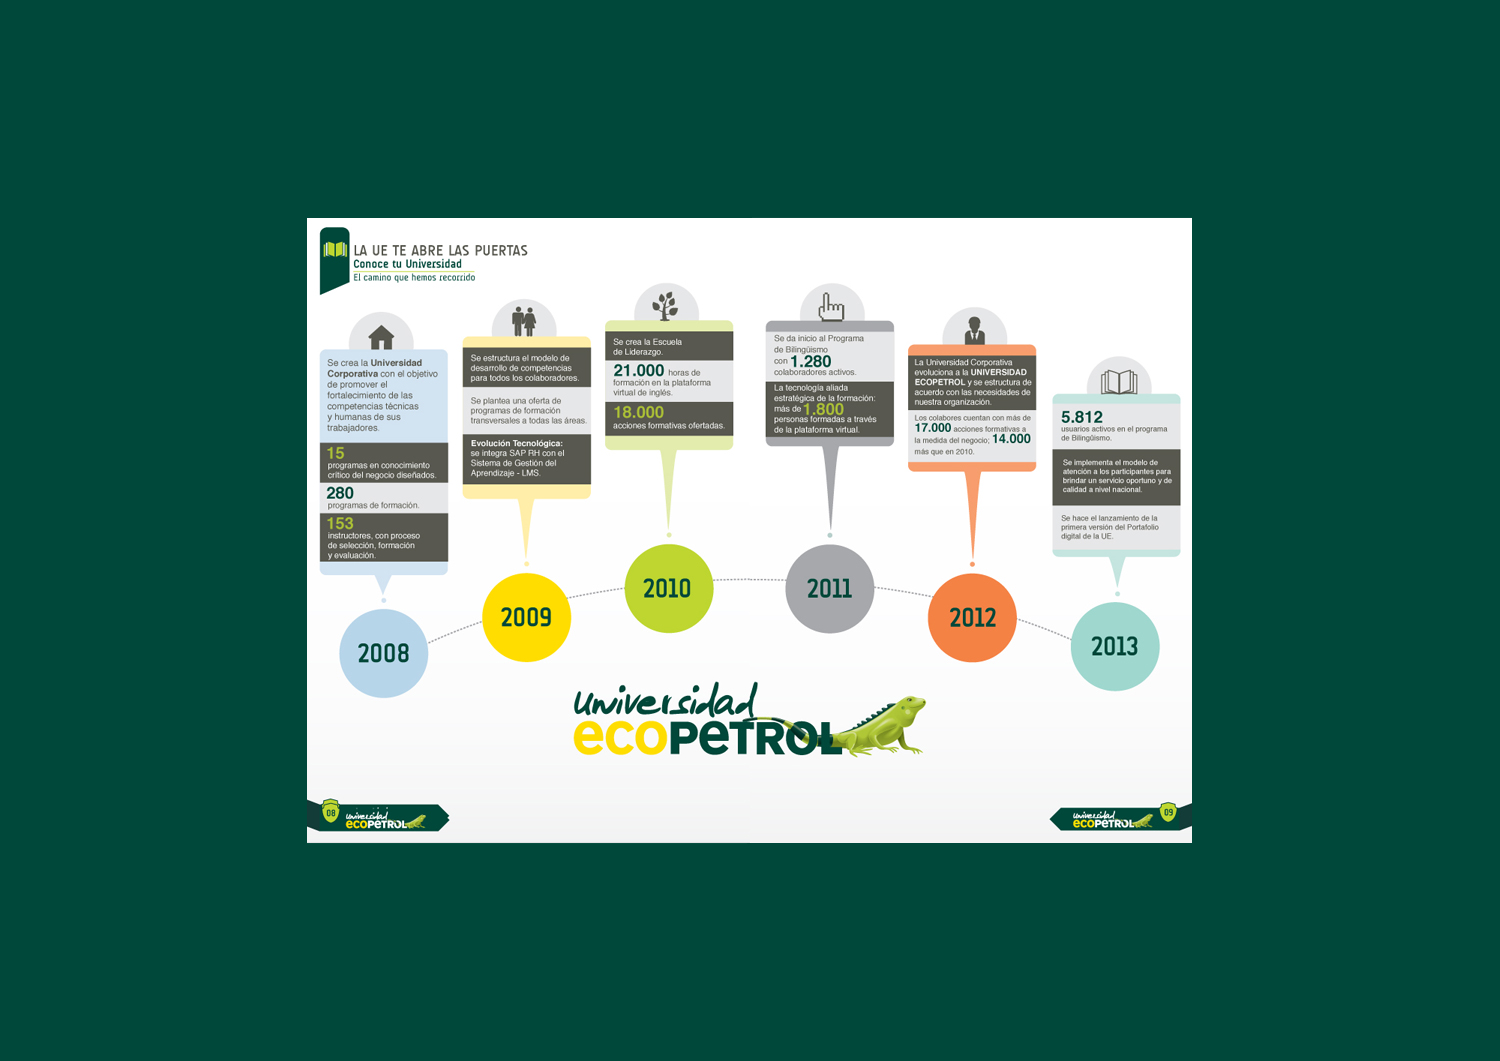 LA UE TE ABRE LAS PUERTAS
Conoce tu Universidad
El camino que hemos recorrido
Se crea la Universidad
Corporativa con el objetivo
de promover el
fortalecimiento de las
competencias técnicas
y humanas de sus
trabajadores.
15
programas en conocimiento
crítico del negocio diseñados.
280
programas de formación.
153
instructores, con proceso
de selección, formación
y evaluación.
2008
Se estructura el modelo de
desarrollo de competencias
para todos los colaboradores.
Se plantea una oferta de
programas de formación
transversales a todas las áreas.
Evolución Tecnológica:
se integra SAP RH con el
Sistema de Gestión del
Aprendizaje - LMS.
2009
Se crea la Escuela
de Liderazgo.
21.000 horas de
formación en la plataforma
virtual de inglés.
18.000
acciones formativas ofertadas.
2010
Se da inicio al Programa
de Bilingüismo
con 1.280
colaboradores activos.
La tecnología aliada
estratégica de la formación:
más de 1.800
personas formadas a través
de la plataforma virtual.
2011
La Universidad Corporativa
evoluciona a la UNIVERSIDAD
ECOPETROL y se estructura de
acuerdo con las necesidades de
nuestra organización.
Los colabores cuentan con más de
17.000 acciones formativas a
la medida del negocio; 14.000
más que en 2010.
2012
5.812
usuarios activos en el programa
de Bilingüismo.
Se implementa el modelo de
atención a los participantes para
brindar un servicio oportuno y de
calidad a nivel nacional.
Se hace el lanzamiento de la
primera versión del Portafolio
digital de la UE.
2013
universidad
ecoPeTROL
08
universidad
ecoPeTROL
universidad
ecoPeTROL
09